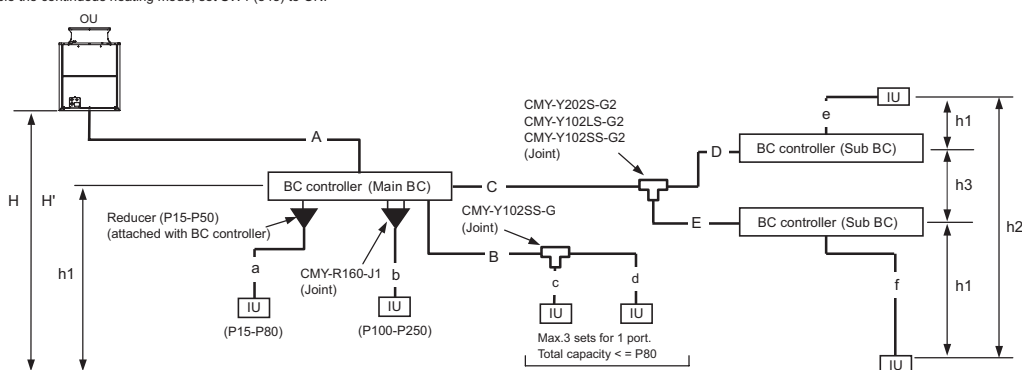 OU
A
H
H'
h1
BC controller (Main BC)
Reducer (P15-P50)
(attached with BC controller)
a
IU
(P15-P80)
CMY-R160-J1
(Joint)
b
IU
(P100-P250)
C
B
CMY-Y102SS-G
(Joint)
c
IU
d
IU
Max.3 sets for 1 port.
Total capacity < = P80
CMY-Y202S-G2
CMY-Y102LS-G2
CMY-Y102SS-G2
(Joint)
D
E
BC controller (Sub BC)
e
IU
BC controller (Sub BC)
f
IU
h1
h3
h2
h1